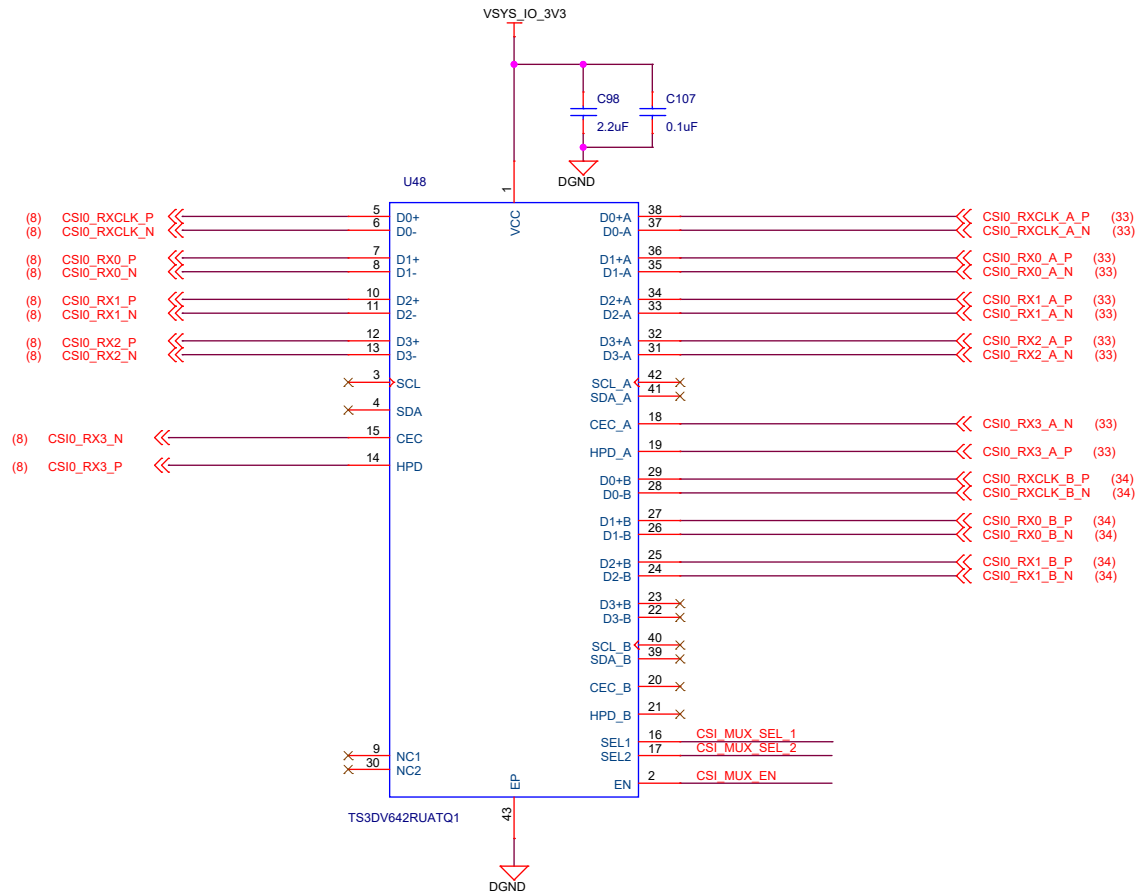 VSYS_IO_3V3
C98
C107
2.2uF
0.1uF
DGND
U48
1
VCC
(8) CSI0_RXCLK_P 5 D0+
(8) CSI0_RXCLK_N 6 D0-
(8) CSI0_RX0_P 7 D1+
(8) CSI0_RX0_N 8 D1-
(8) CSI0_RX1_P 10 D2+
(8) CSI0_RX1_N 11 D2-
(8) CSI0_RX2_P 12 D3+
(8) CSI0_RX2_N 13 D3-
3 SCL
4 SDA
(8) CSI0_RX3_N 15 CEC
(8) CSI0_RX3_P 14 HPD
9 NC1
30 NC2
D0+A 38 CSI0_RXCLK_A_P (33)
D0-A 37 CSI0_RXCLK_A_N (33)
D1+A 36 CSI0_RX0_A_P (33)
D1-A 35 CSI0_RX0_A_N (33)
D2+A 34 CSI0_RX1_A_P (33)
D2-A 33 CSI0_RX1_A_N (33)
D3+A 32 CSI0_RX2_A_P (33)
D3-A 31 CSI0_RX2_A_N (33)
SCL_A 42
SDA_A 41
CEC_A 18 CSI0_RX3_A_N (33)
HPD_A 19 CSI0_RX3_A_P (33)
D0+B 29 CSI0_RXCLK_B_P (34)
D0-B 28 CSI0_RXCLK_B_N (34)
D1+B 27 CSI0_RX0_B_P (34)
D1-B 26 CSI0_RX0_B_N (34)
D2+B 25 CSI0_RX1_B_P (34)
D2-B 24 CSI0_RX1_B_N (34)
D3+B 23
D3-B 22
SCL_B 40
SDA_B 39
CEC_B 20
HPD_B 21
SEL1 16 CSI_MUX_SEL_1
SEL2 17 CSI_MUX_SEL_2
EN 2 CSI_MUX_EN
EP
43
TS3DV642RUATQ1
DGND